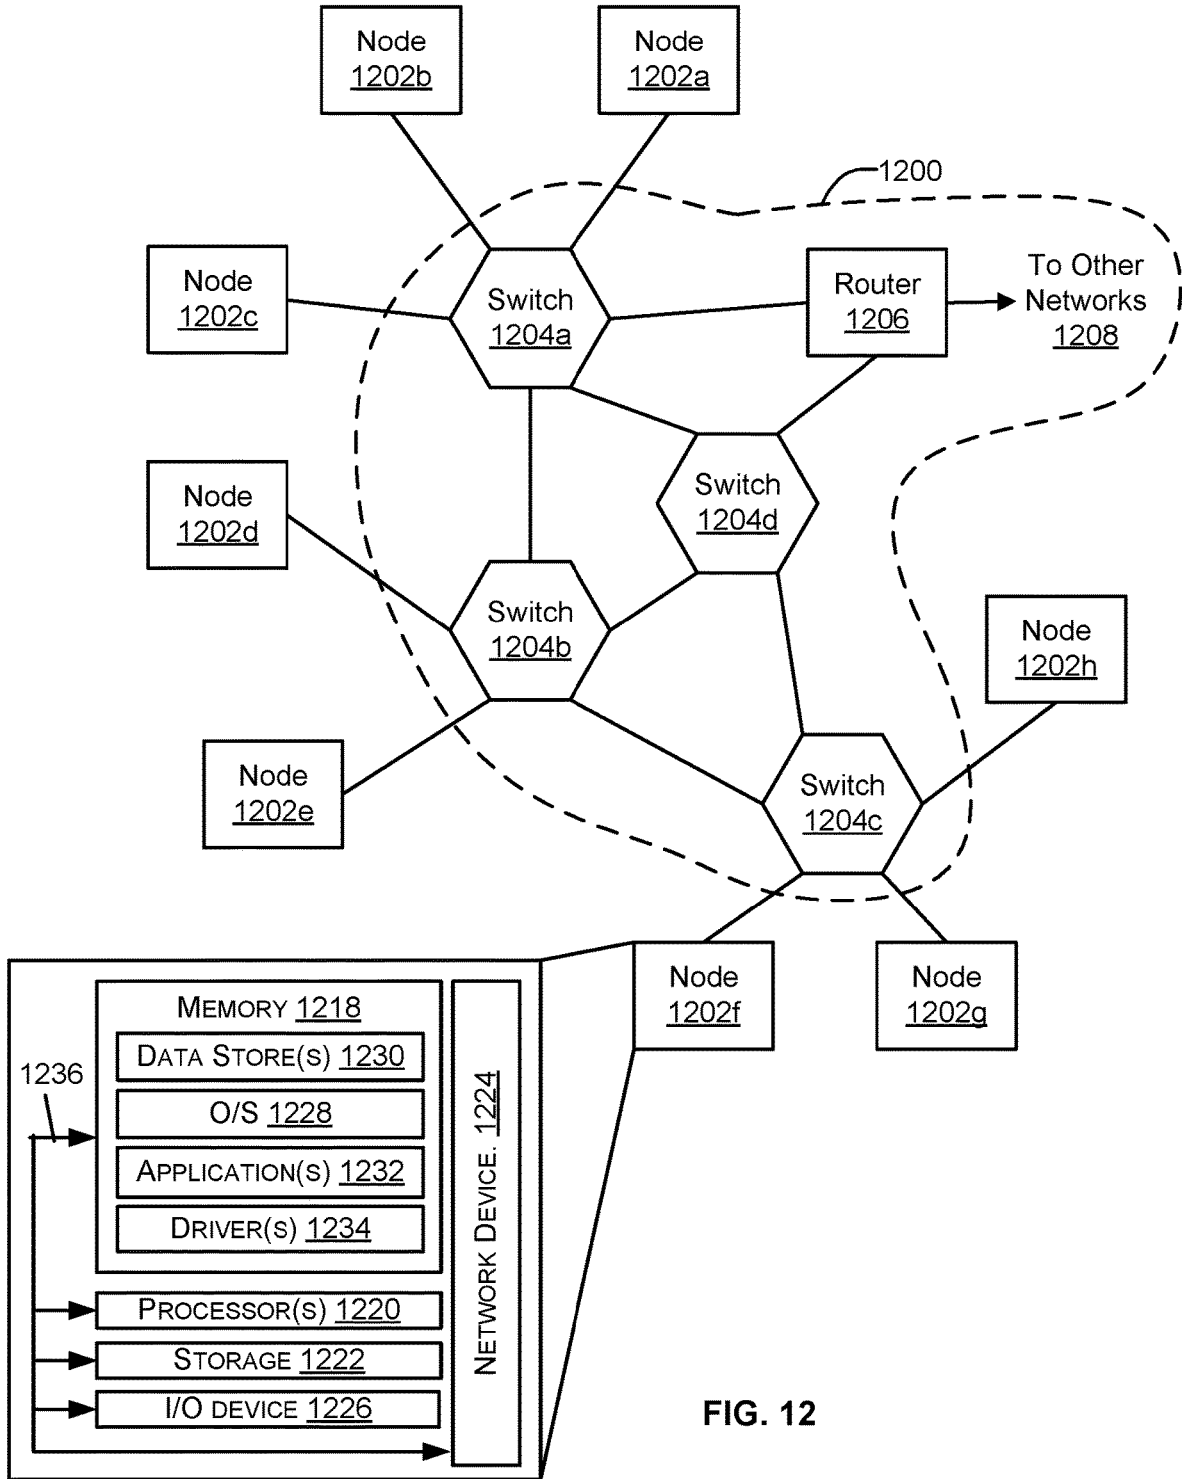 Node
1202b
Node
1202a
1200
Node
1202c
Switch
1204a
Router
1206
To Other
Networks
1208
Node
1202d
Switch
1204d
Switch
1204b
Node
1202h
Node
1202e
Switch
1204c
Node
1202f
Node
1202g
MEMORY 1218
DATA STORE(S) 1230
1236
O/S 1228
APPLICATION(S) 1232
DRIVER(S) 1234
NETWORK DEVICE. 1224
PROCESSOR(S) 1220
STORAGE 1222
I/O DEVICE 1226
FIG. 12